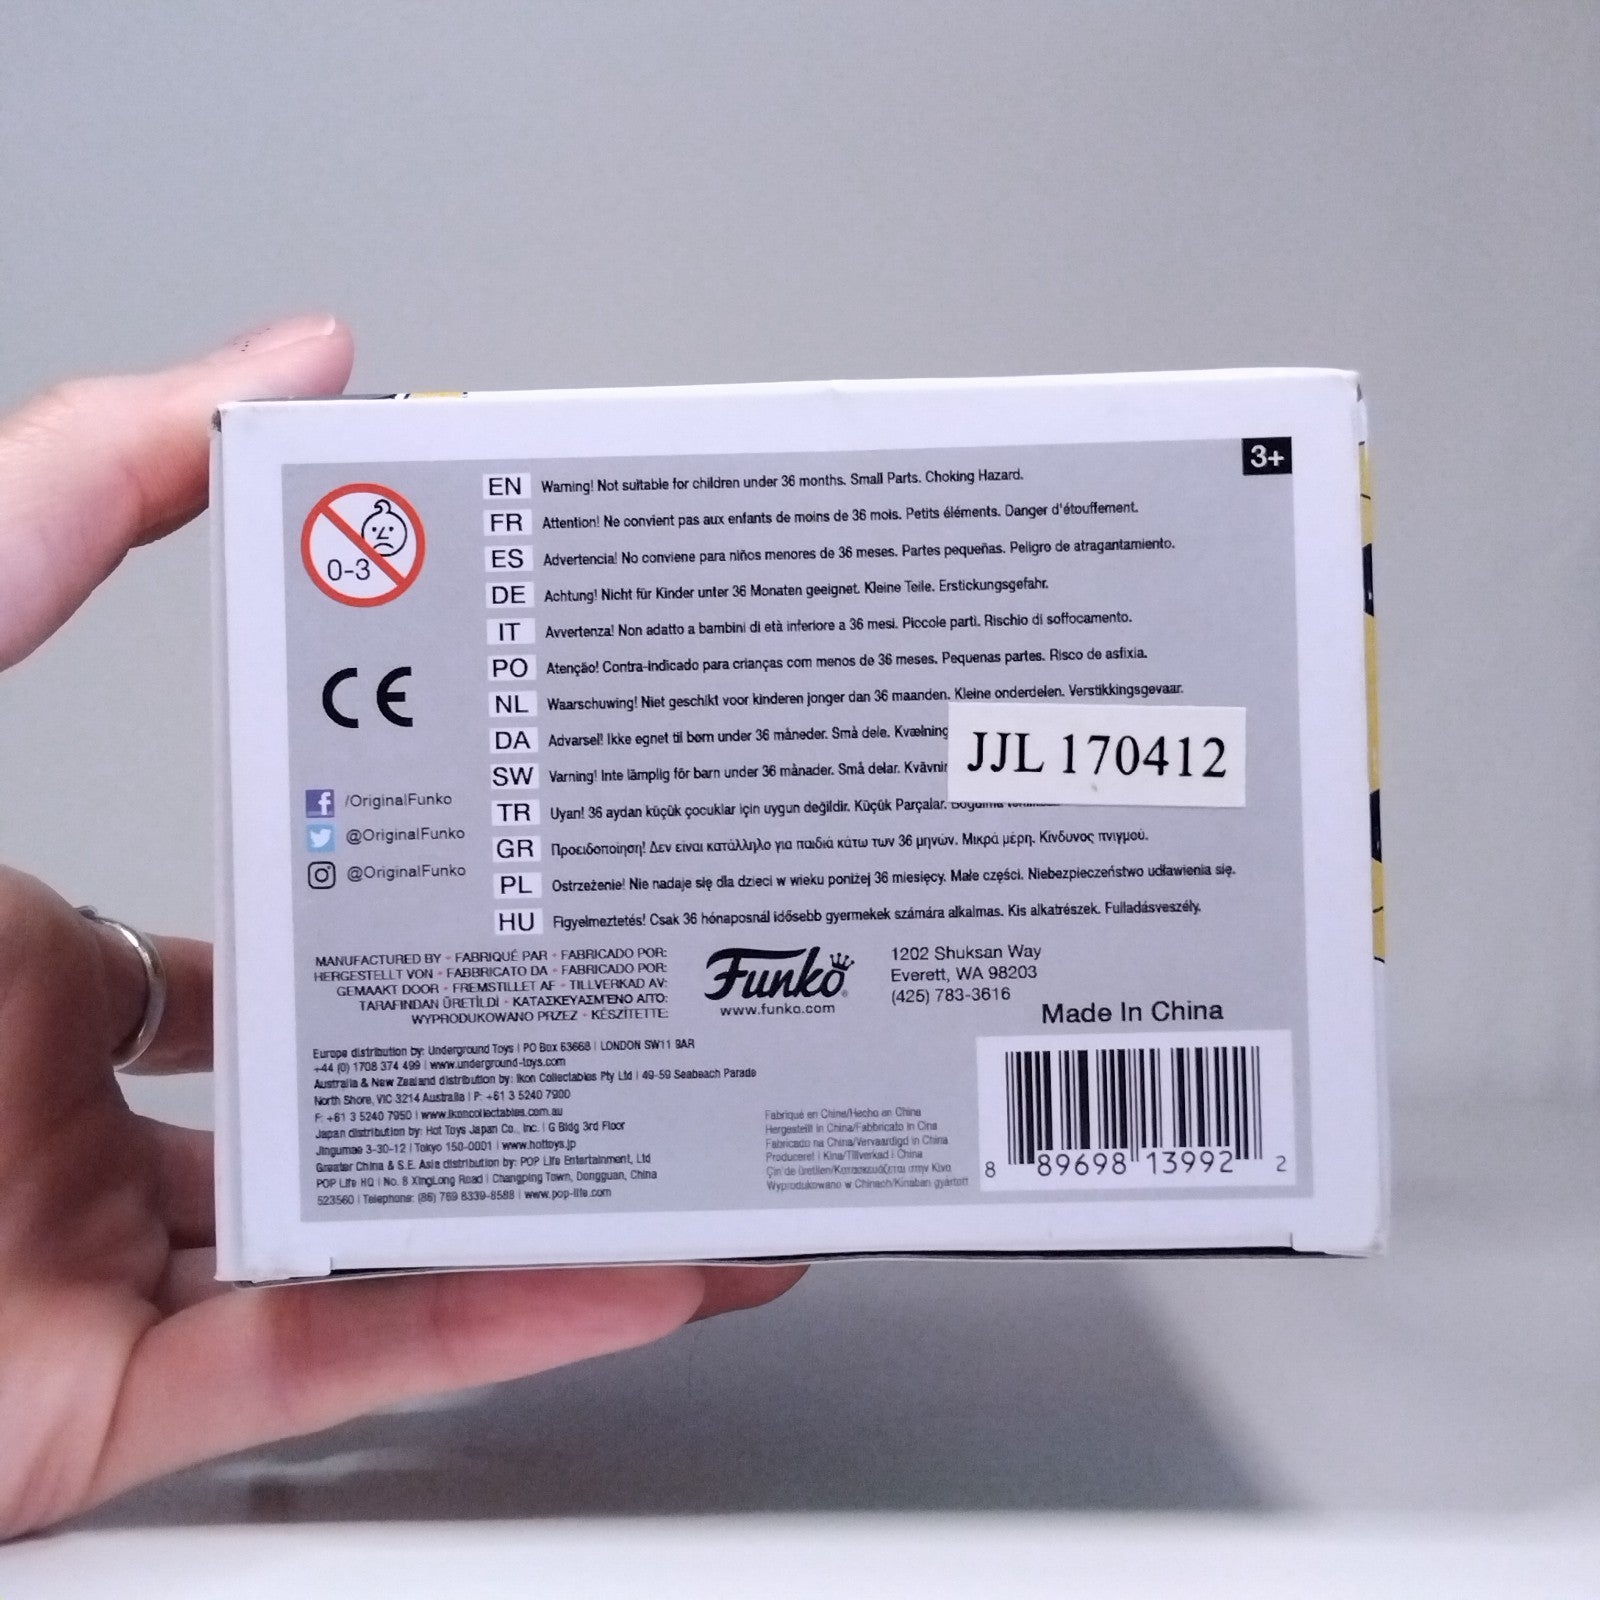 3+
0-3
EN Warning! Not suitable for children under 36 months. Small Parts. Choking Hazard.
FR Attention! Ne convient pas aux enfants de moins de 36 mois. Petits éléments. Danger d'étouffement.
ES Advertencia! No conviene para niños menores de 36 meses. Partes pequeñas. Peligro de atragantamiento.
DE Achtung! Nicht für Kinder unter 36 Monaten geeignet. Kleine Teile. Erstickungsgefahr.
IT Avvertenza! Non adatto a bambini di età inferiore a 36 mesi. Piccole parti. Rischio di soffocamento.
PO Atenção! Contra-indicado para crianças com menos de 36 meses. Pequenas partes. Risco de asfixia.
NL Waarschuwing! Niet geschikt voor kinderen jonger dan 36 maanden. Kleine onderdelen. Verstikkingsgevaar.
DA Advarsel! Ikke egnet til børn under 36 måneder. Små dele. Kvælning
SW Varning! Inte lämplig för barn under 36 månader. Små delar.
TR Uyan! 36 aydan küçük çocuklar için uygun değildir. Küçük Parçalar.
GR Προειδοποίηση! Δεν είναι κατάλληλο για παιδιά κάτω των 36 μηνών. Μικρά μέρη. Κίνδυνος πνιγμού.
PL Ostrzeżenie! Nie nadaje się dla dzieci w wieku poniżej 36 miesięcy. Małe części. Niebezpieczeństwo udławienia się.
HU Figyelmeztetés! Csak 36 hónaposnál idősebb gyermekek számára alkalmas. Kis alkatrészek. Fulladásveszély.
JJL 170412
CE
/OriginalFunko
@OriginalFunko
@OriginalFunko
MANUFACTURED BY - FABRIQUÉ PAR - FABRICADO POR:
HERGESTELLT VON - FABBRICATO DA - FABRICADO POR:
GEMAAKT DOOR - FREMSTILLET AF - TILLVERKAD AV:
TARAFINDAN ÜRETİLDİ - ΚΑΤΑΣΚΕΥΑΣΜΈΝΟ ΑΠΌ:
WYPRODUKOWANO PRZEZ - KÉSZÍTETTE:
Funko
www.funko.com
1202 Shuksan Way
Everett, WA 98203
(425) 783-3616
Made In China
Europe distribution by: Underground Toys | PO Box 63668 | LONDON SW11 9AR
+44 (0) 1708 374 499 | www.underground-toys.com
Australia & New Zealand distribution by: Ikon Collectables Pty Ltd | 49-59 Seabeach Parade
North Shore, VIC 3214 Australia | P: +61 3 5240 7900
F: +61 3 5240 7950 | www.ikoncollectables.com.au
Japan distribution by: Hot Toys Japan Co., Inc. | G Bldg 3rd Floor
Jingumae 3-30-12 | Tokyo 150-0001 | www.hottoys.jp
Greater China & S.E. Asia distribution by: POP Life Entertainment, Ltd
POP Life HQ | No. 8 XingLong Road | Changping Town, Dongguan, China
523560 | Telephone: (86) 769 8339-8588 | www.pop-life.com
Fabriqué en China/Hecho en China
Hergestellt in China/Fabbricato in Cina
Fabricado na China/Vervaardigd in China
Produceret i Kina/Tillverkad i China
Çin'de üretilen/Κατασκευάζεται στην Κίνα
Wyprodukowano w Chinach/Kínában gyártott
8 89698 13992 2